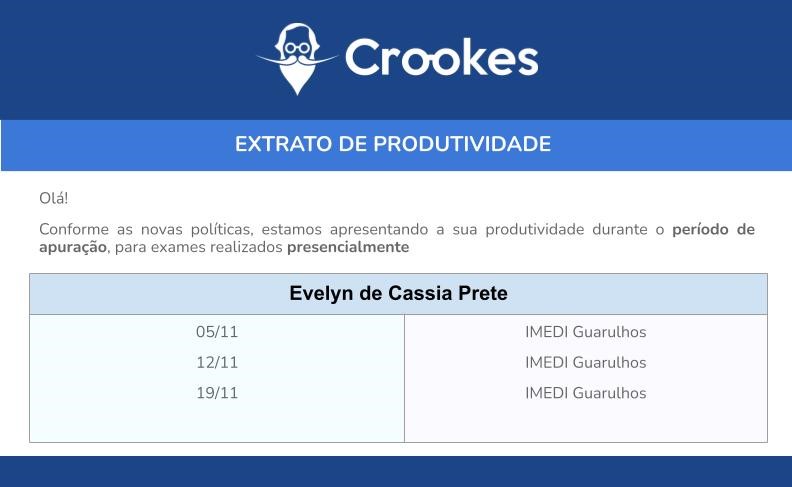 Crookes
EXTRATO DE PRODUTIVIDADE
Olá!
Conforme as novas políticas, estamos apresentando a sua produtividade durante o período de
apuração, para exames realizados presencialmente
Evelyn de Cassia Prete
05/11 IMEDI Guarulhos
12/11 IMEDI Guarulhos
19/11 IMEDI Guarulhos